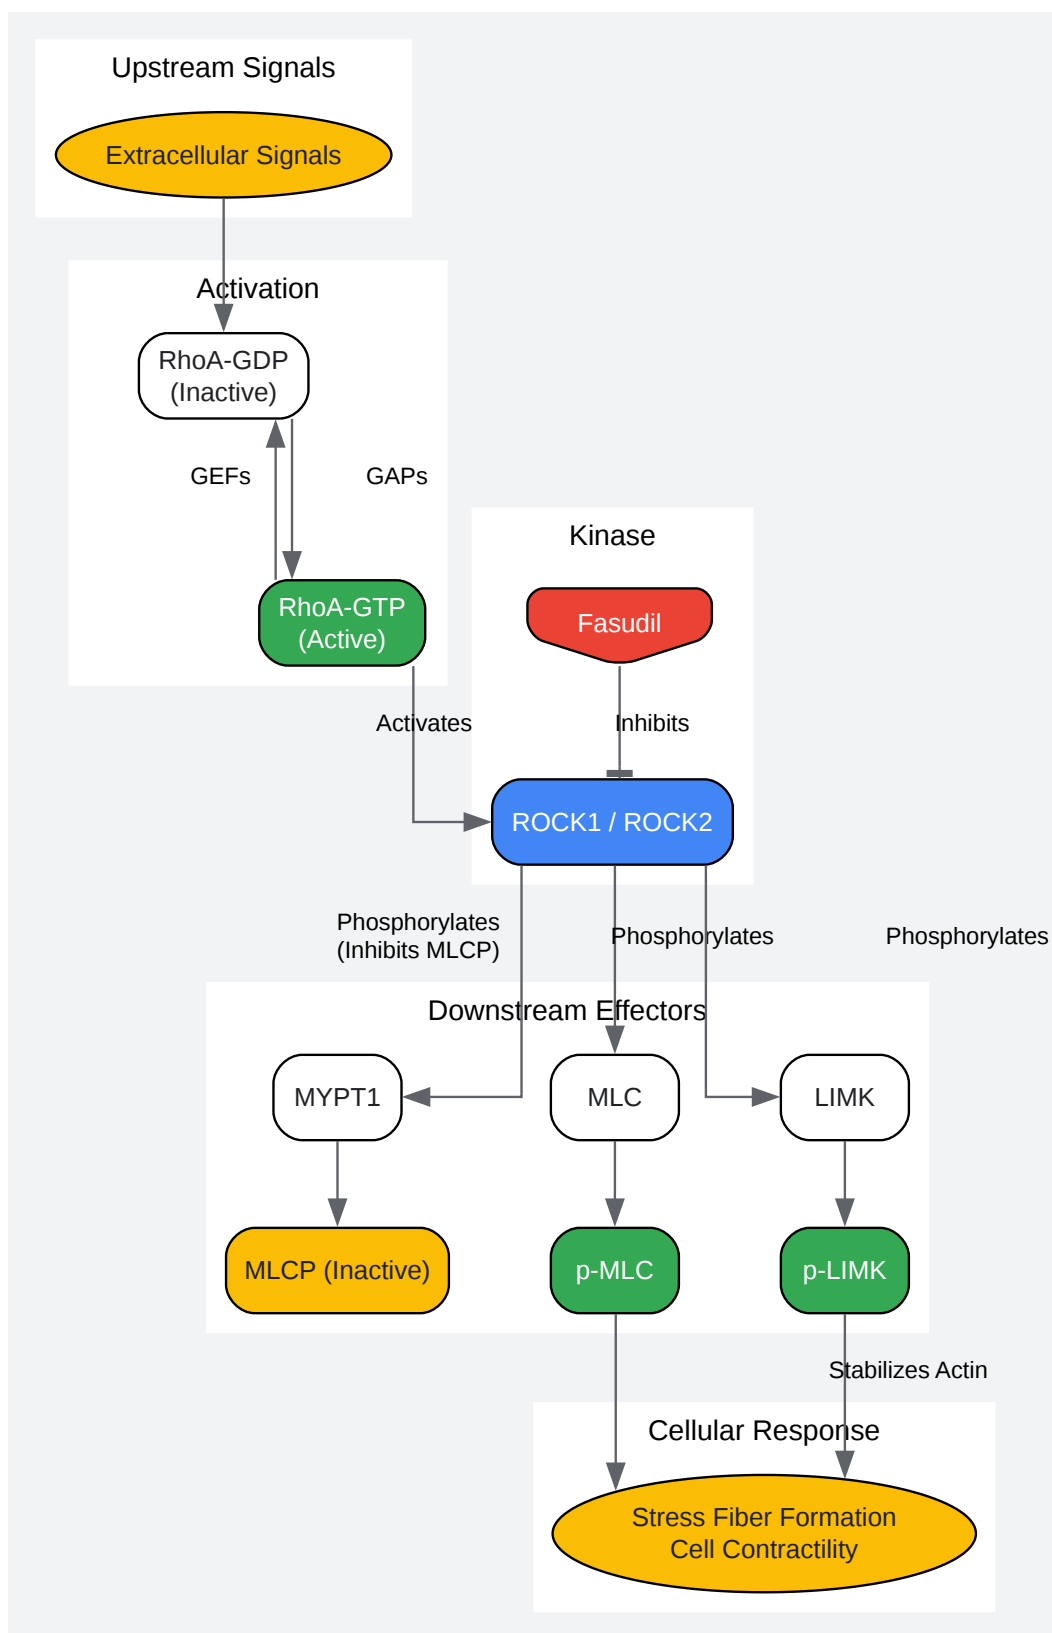 Upstream Signals
Extracellular Signals
Activation
RhoA-GDP
(Inactive)
GEFs
GAPs
Kinase
RhoA-GTP
(Active)
Fasudil
Activates
Inhibits
ROCK1 / ROCK2
Phosphorylates
(Inhibits MLCP)
Phosphorylates
Phosphorylates
Downstream Effectors
MYPT1
MLC
LIMK
MLCP (Inactive)
p-MLC
p-LIMK
Stabilizes Actin
Cellular Response
Stress Fiber Formation
Cell Contractility